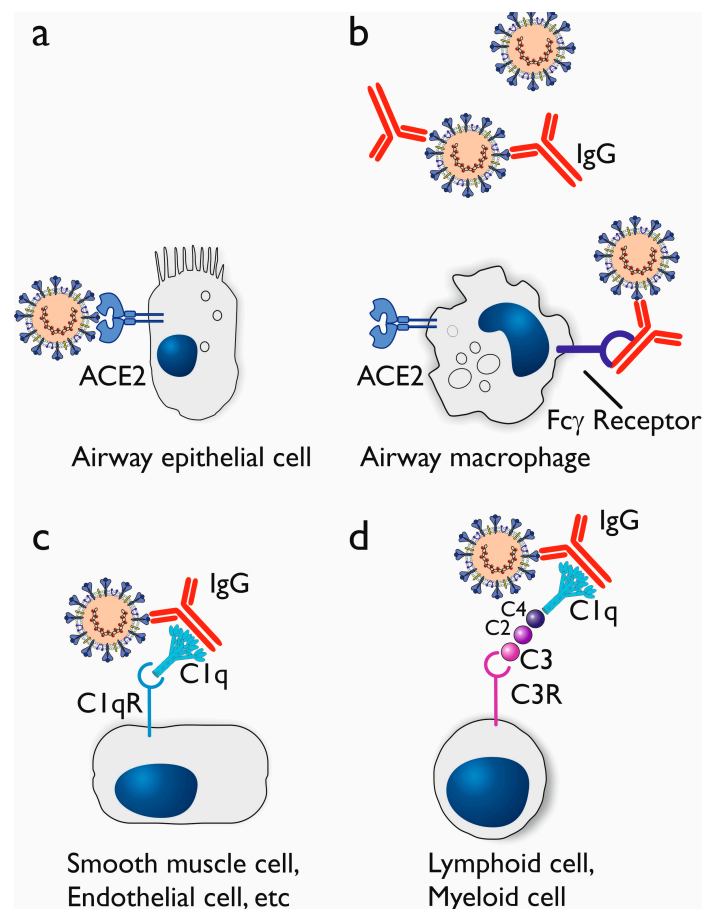 a
ACE2
Airway epithelial cell
b
IgG
ACE2
Fcγ Receptor
Airway macrophage
c
IgG
C1q
C1qR
Smooth muscle cell,
Endothelial cell, etc
d
IgG
C1q
C4
C2
C3
C3R
Lymphoid cell,
Myeloid cell